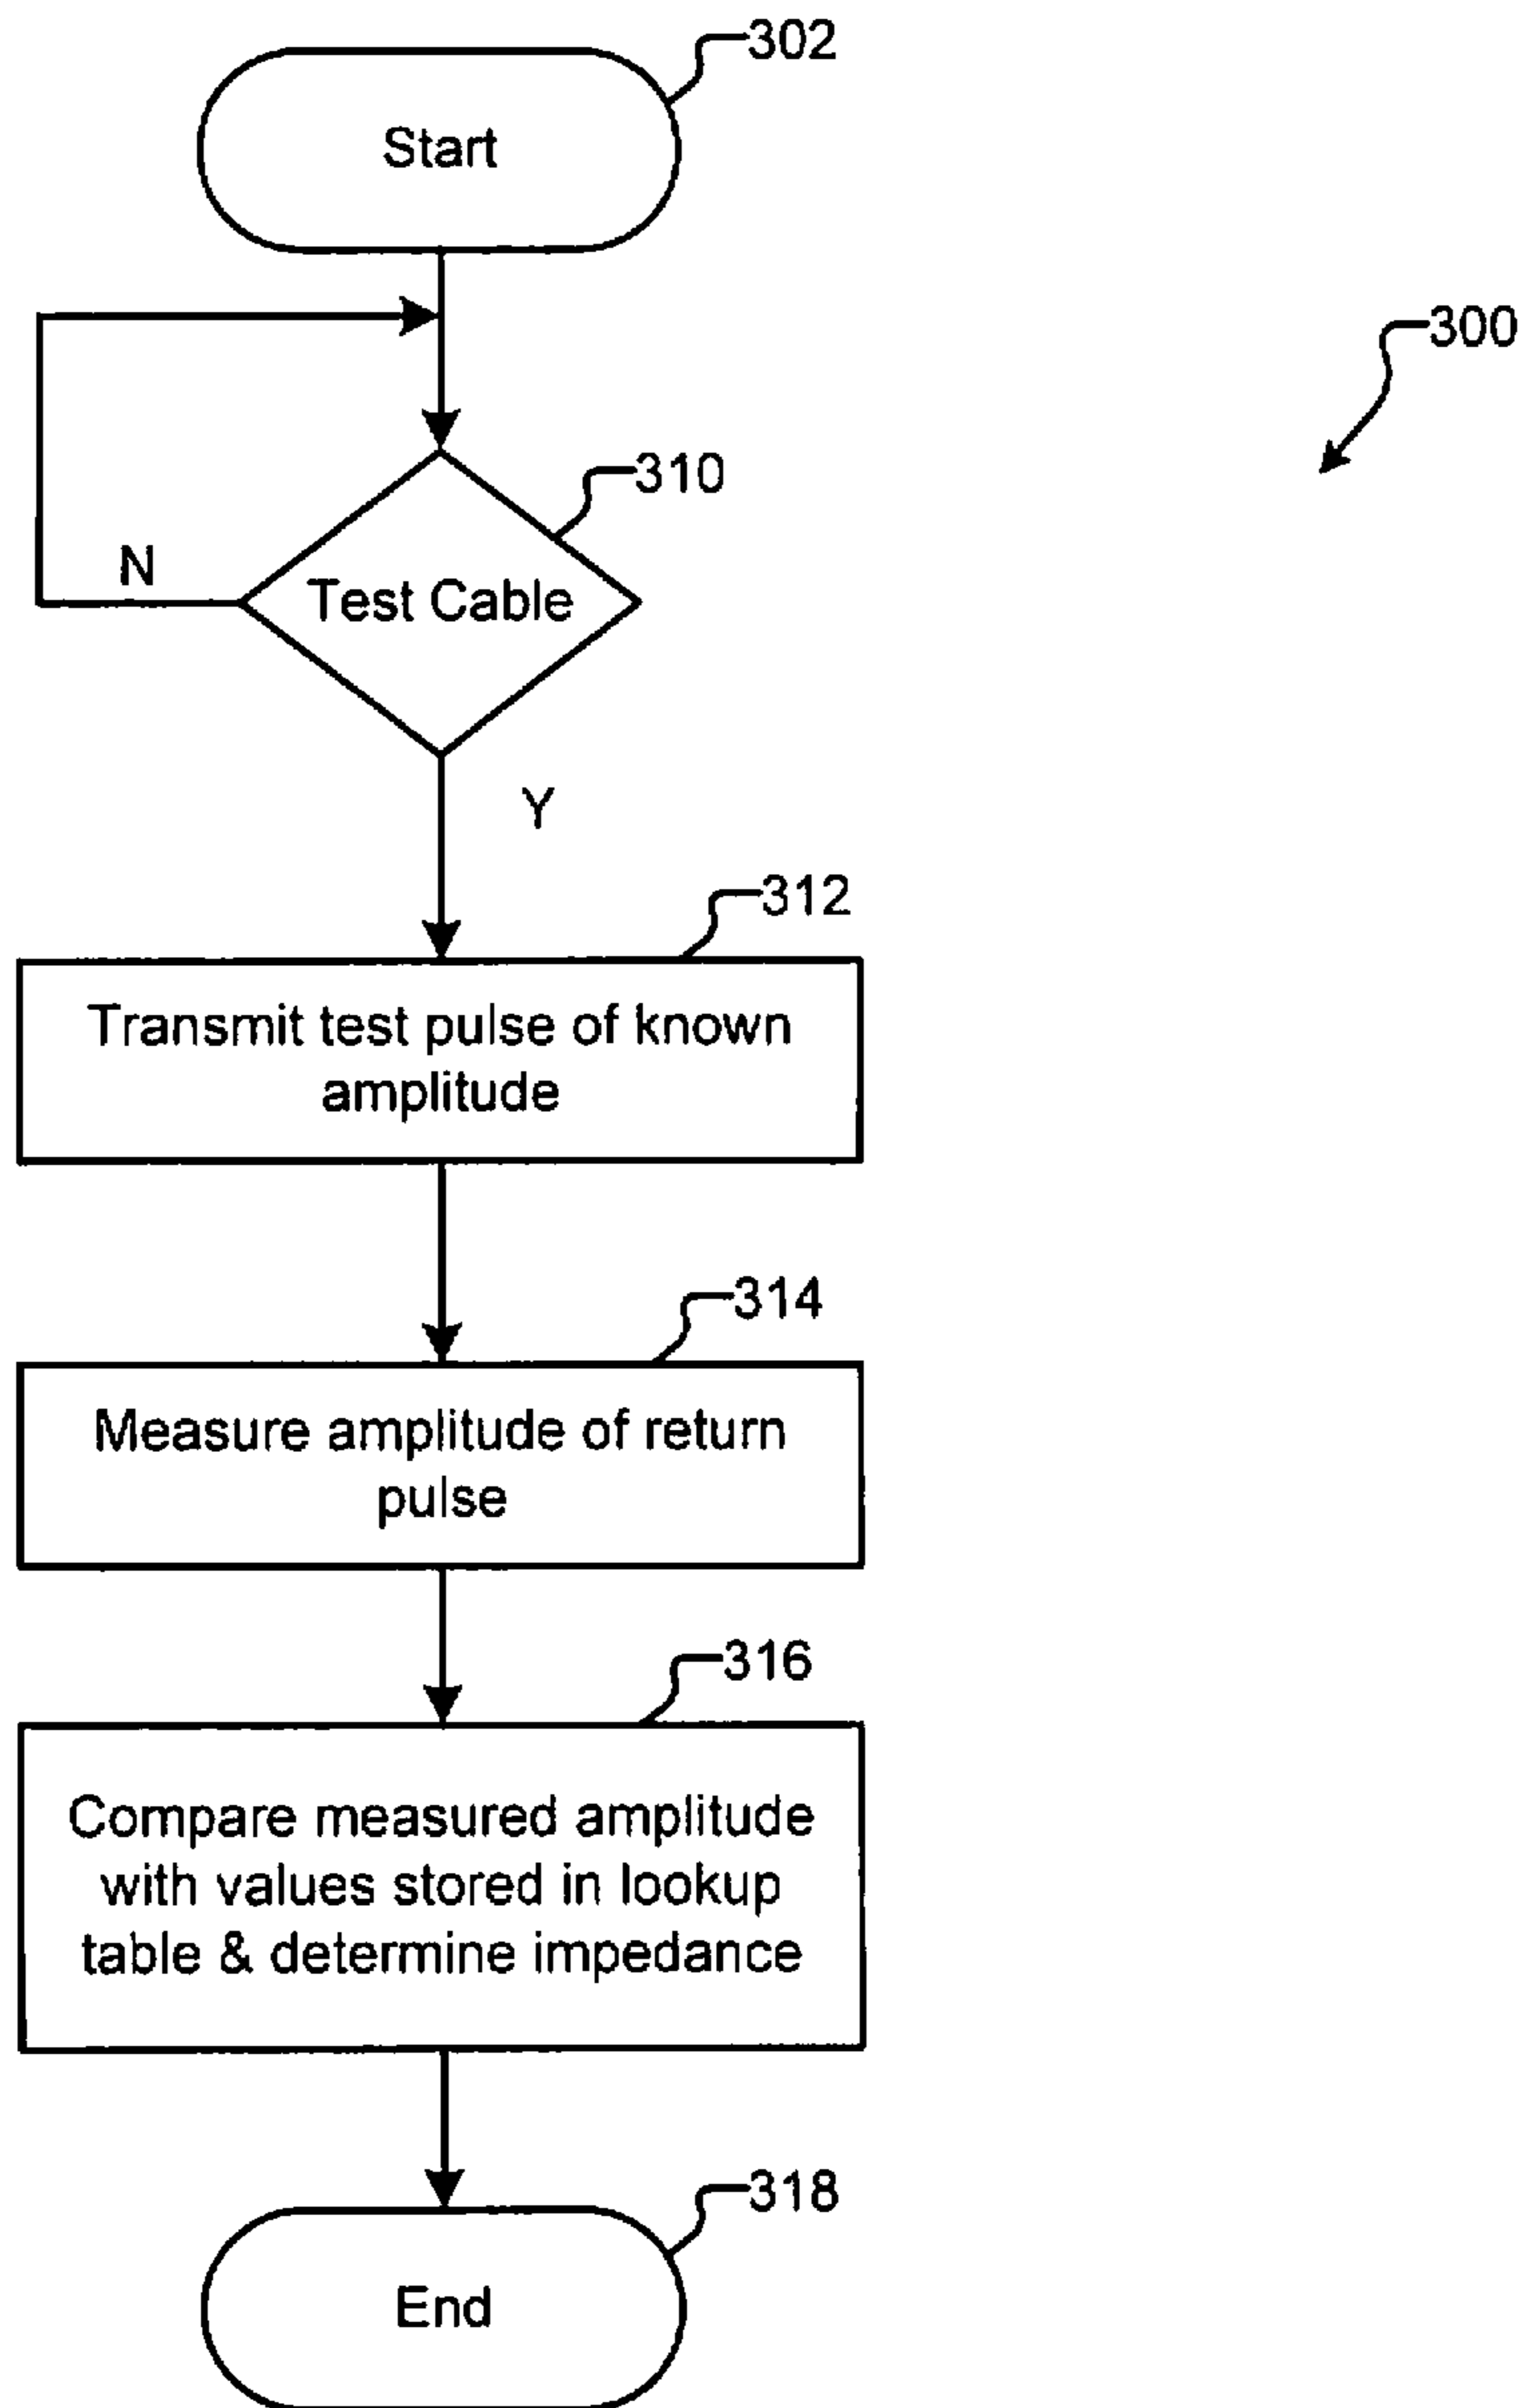 302
Start
300
310
Test Cable
N
Y
312
Transmit test pulse of known
amplitude
314
Measure amplitude of return
pulse
316
Compare measured amplitude
with values stored in lookup
table & determine impedance
318
End